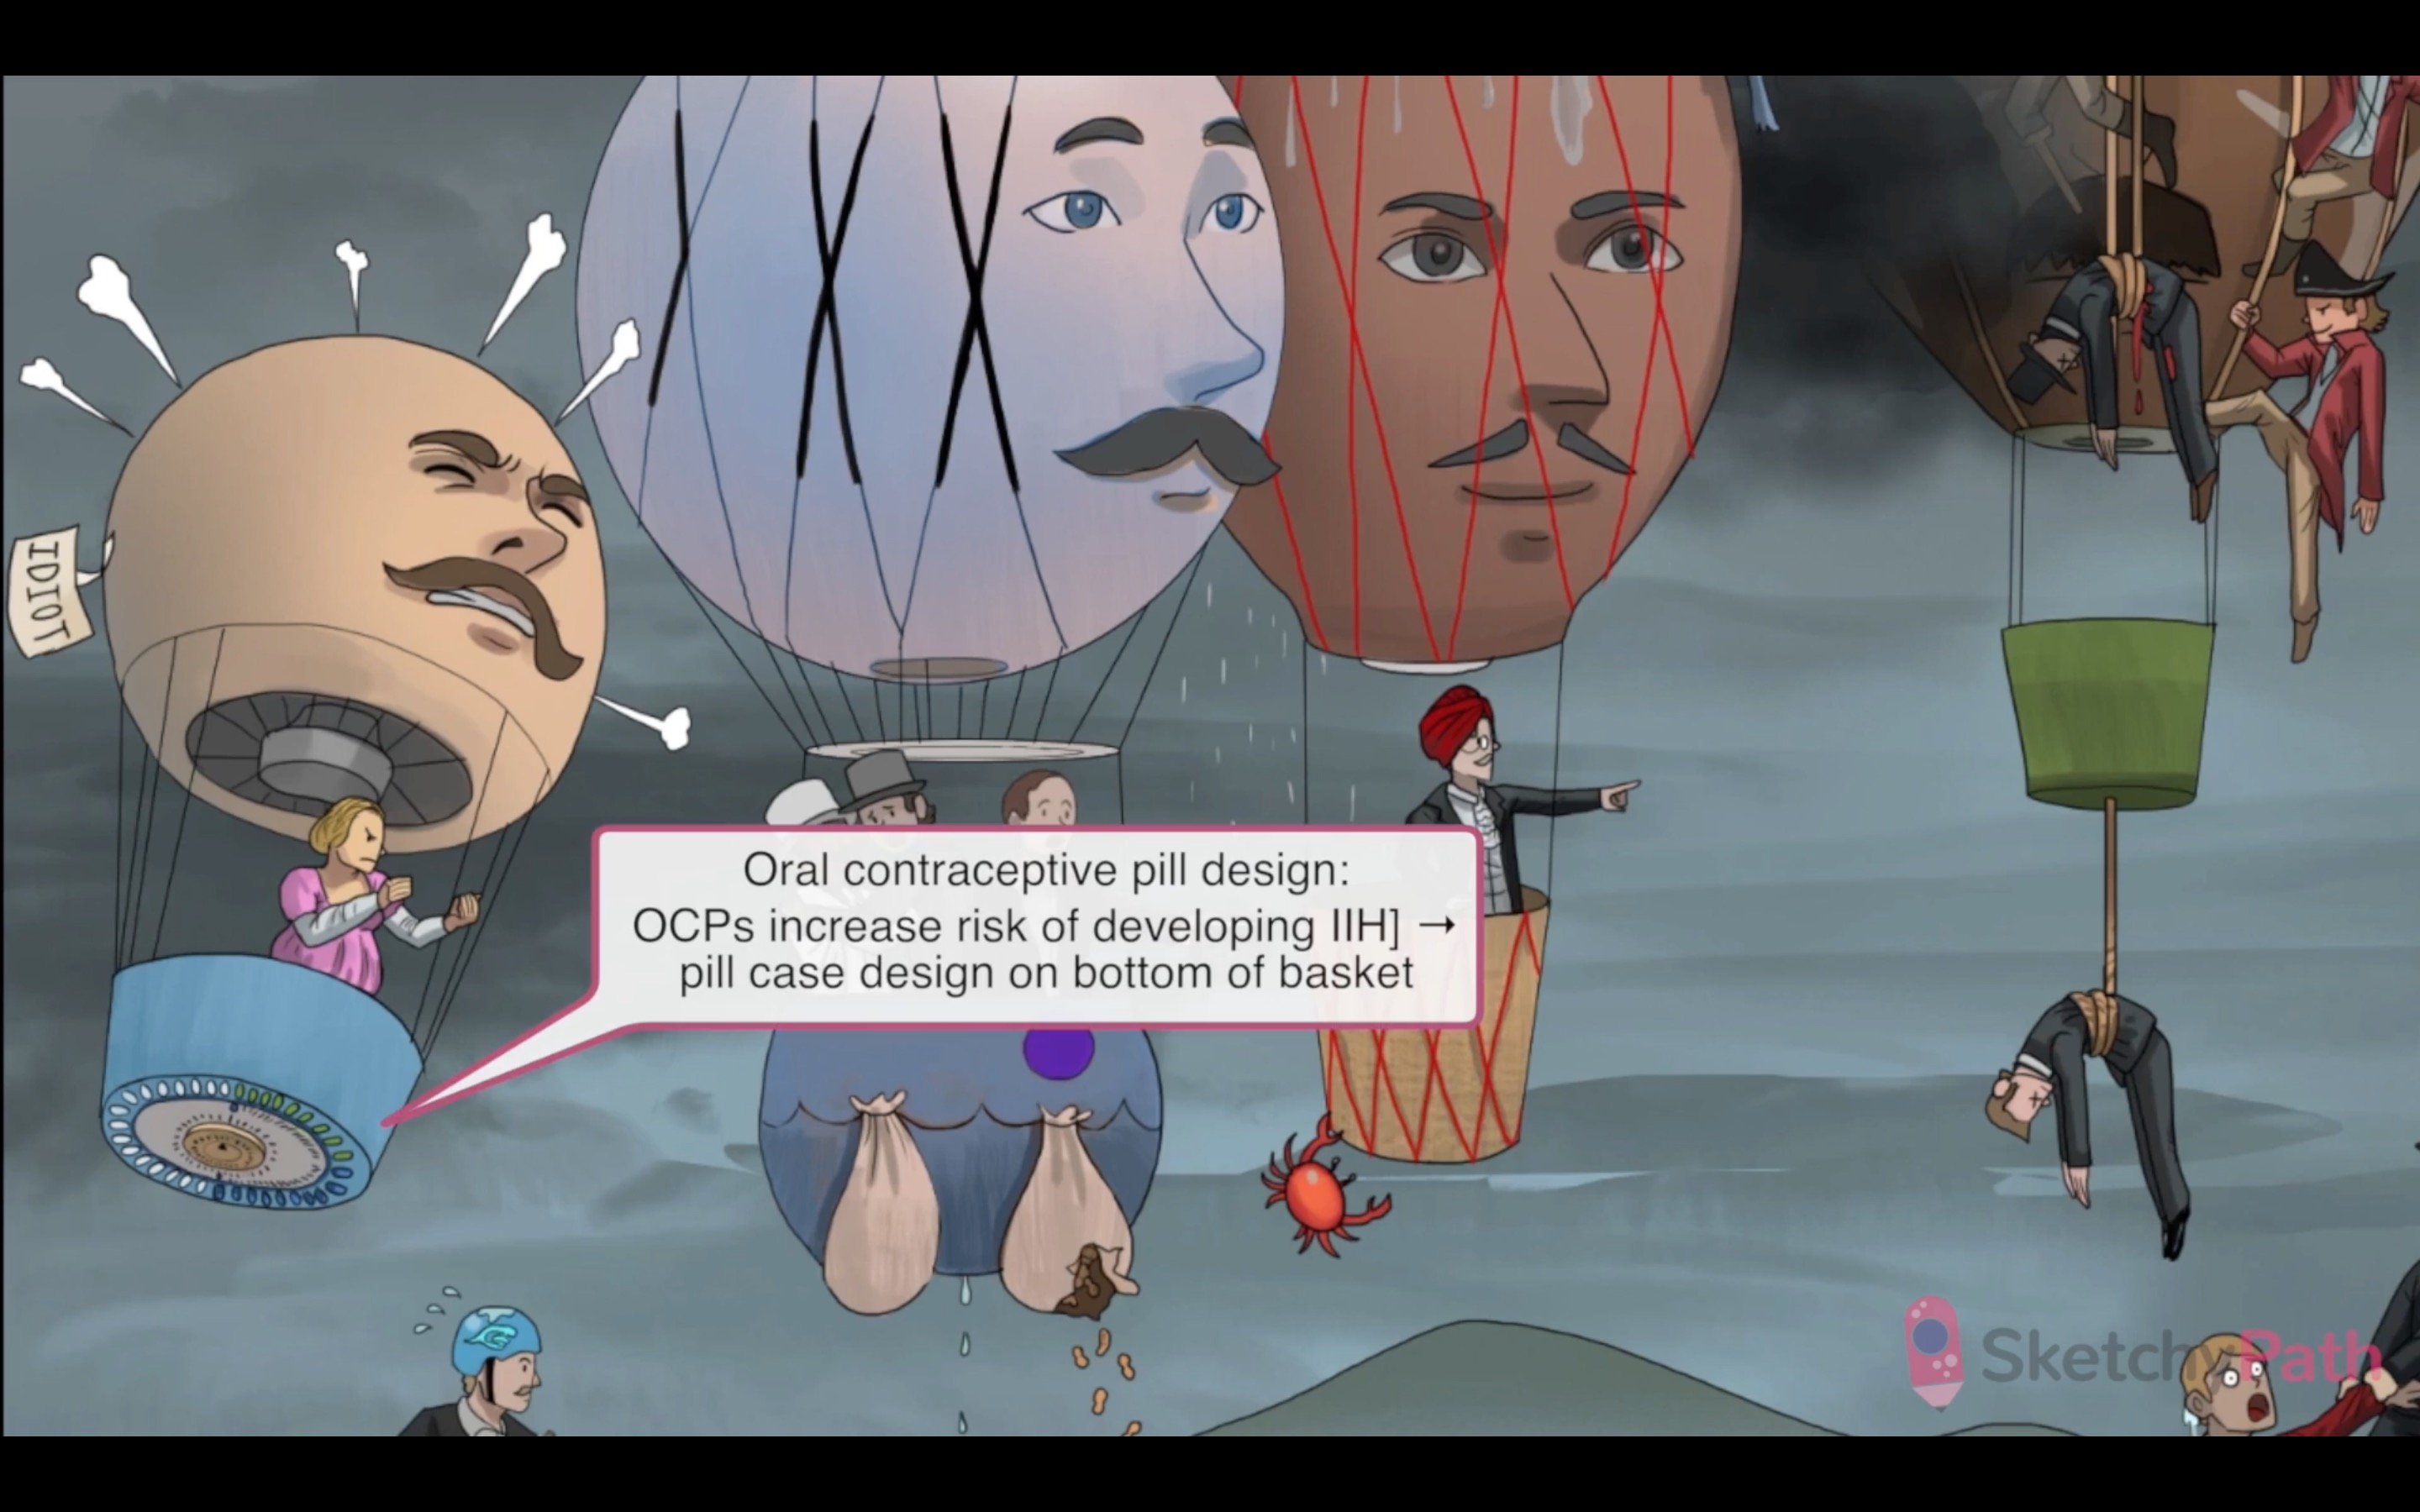 IDIOT
Oral contraceptive pill design:
OCPs increase risk of developing IIH] →
pill case design on bottom of basket
SketchyPath